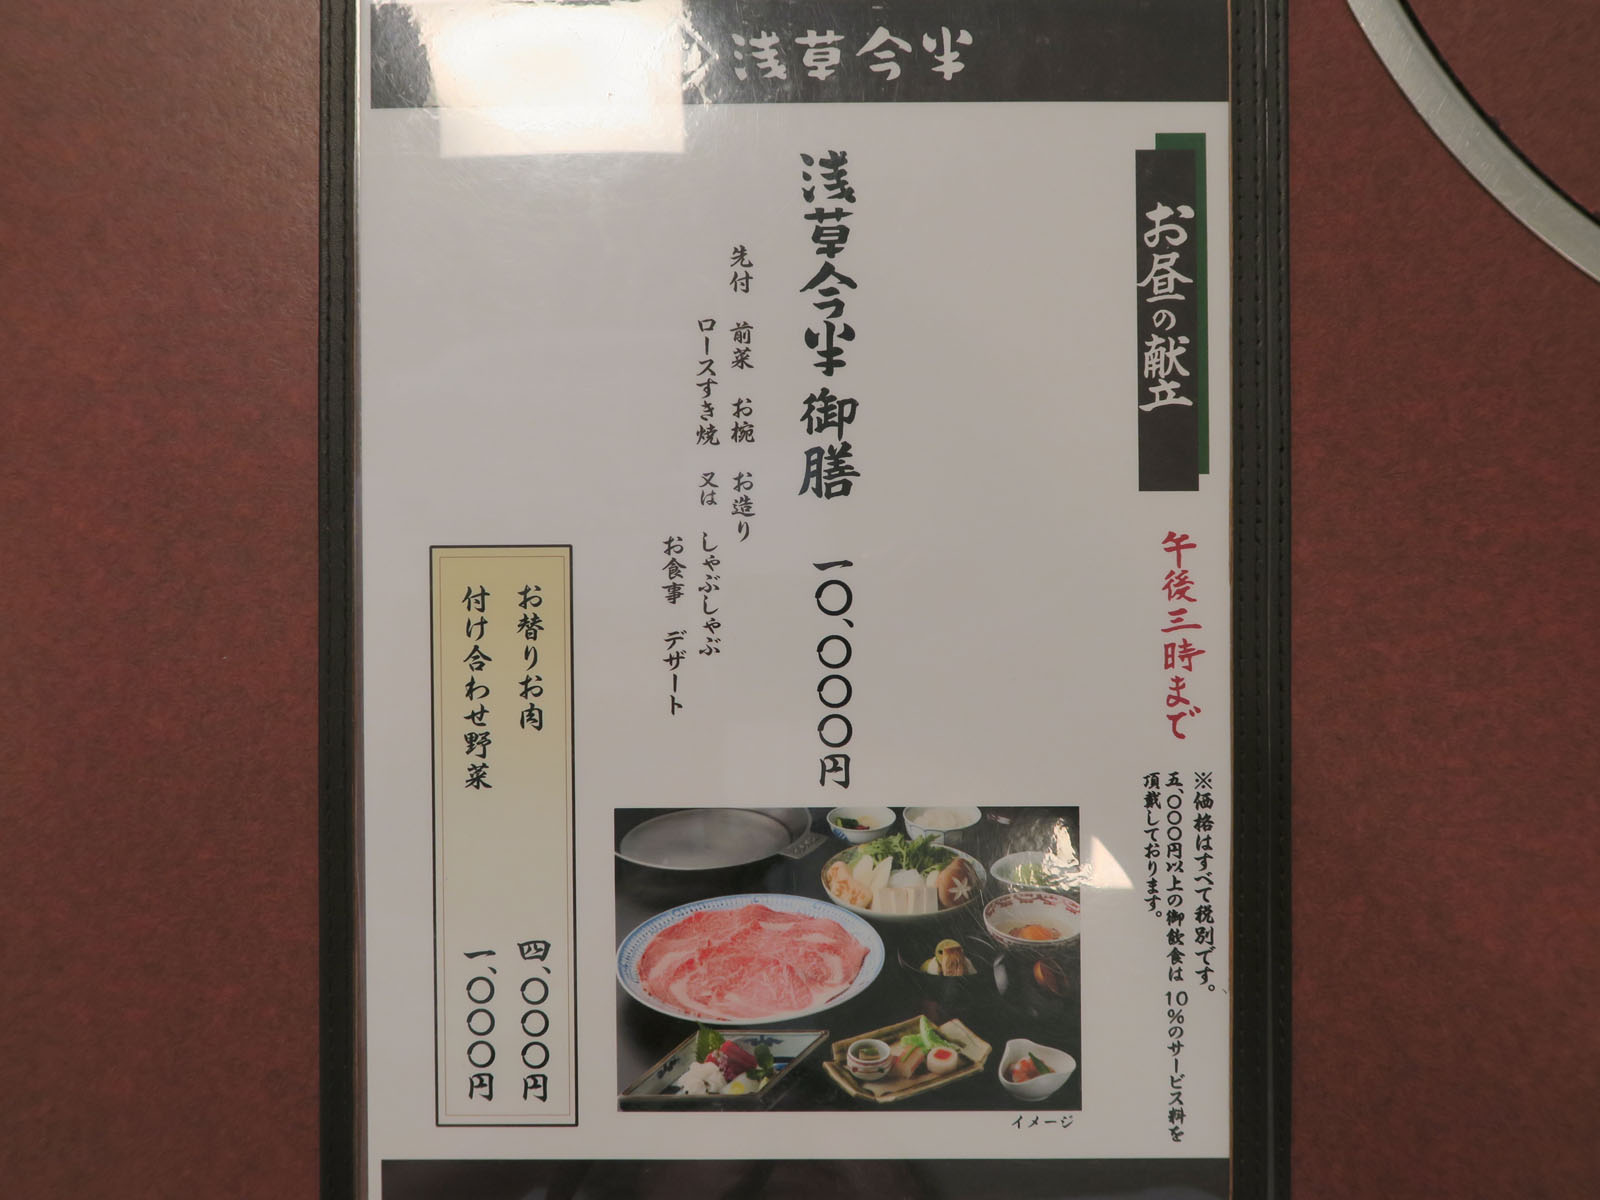 浅草今半
お昼の献立
午後三時まで
※価格はすべて税別です。
五、〇〇〇円以上の御飲食は10%のサービス料を
頂戴しております。
浅草今半 御膳 一〇、〇〇〇円
先付 前菜 お椀 お造り
ロースすき焼 又は しゃぶしゃぶ
お食事 デザート
お替りお肉 四、〇〇〇円
付け合わせ野菜 一、〇〇〇円
イメージ